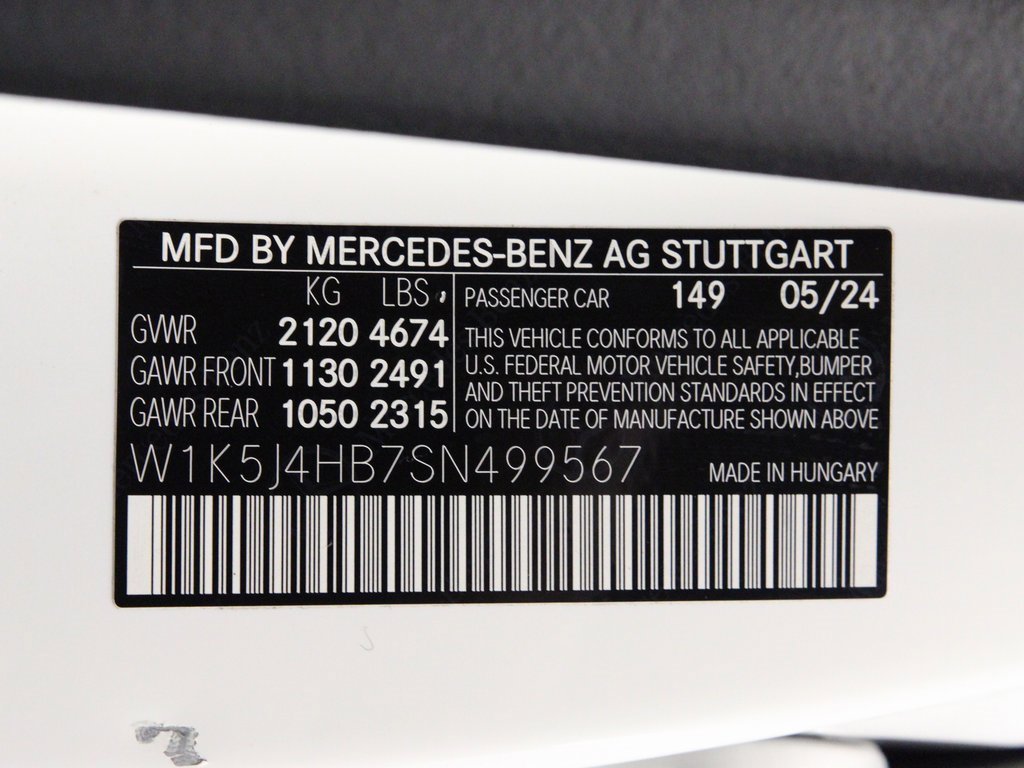 MFD BY MERCEDES-BENZ AG STUTTGART
KG LBS
GVWR 2120 4674
GAWR FRONT 1130 2491
GAWR REAR 1050 2315
PASSENGER CAR 149 05/24
THIS VEHICLE CONFORMS TO ALL APPLICABLE
U.S. FEDERAL MOTOR VEHICLE SAFETY,BUMPER
AND THEFT PREVENTION STANDARDS IN EFFECT
ON THE DATE OF MANUFACTURE SHOWN ABOVE
W1K5J4HB7SN499567
MADE IN HUNGARY